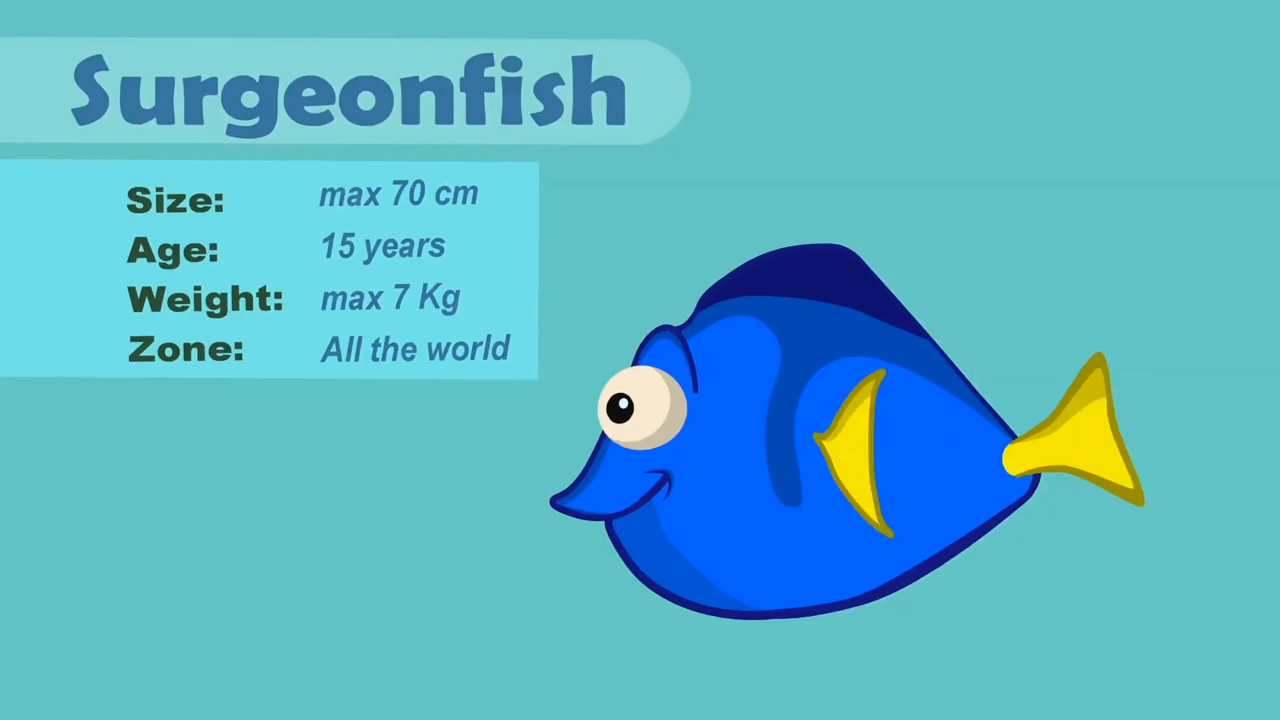 Surgeonfish
Size: max 70 cm
Age: 15 years
Weight: max 7 Kg
Zone: All the world